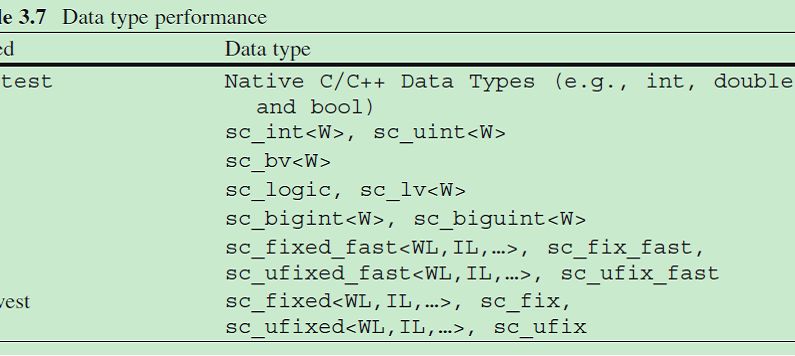 le 3.7 Data type performance
ed Data type
test Native C/C++ Data Types (e.g., int, double
and bool)
sc_int<W>, sc_uint<W>
sc_bv<W>
sc_logic, sc_lv<W>
sc_bigint<W>, sc_biguint<W>
sc_fixed_fast<WL,IL,…>, sc_fix_fast,
sc_ufixed_fast<WL,IL,…>, sc_ufix_fast
vest sc_fixed<WL,IL,…>, sc_fix,
sc_ufixed<WL,IL,…>, sc_ufix